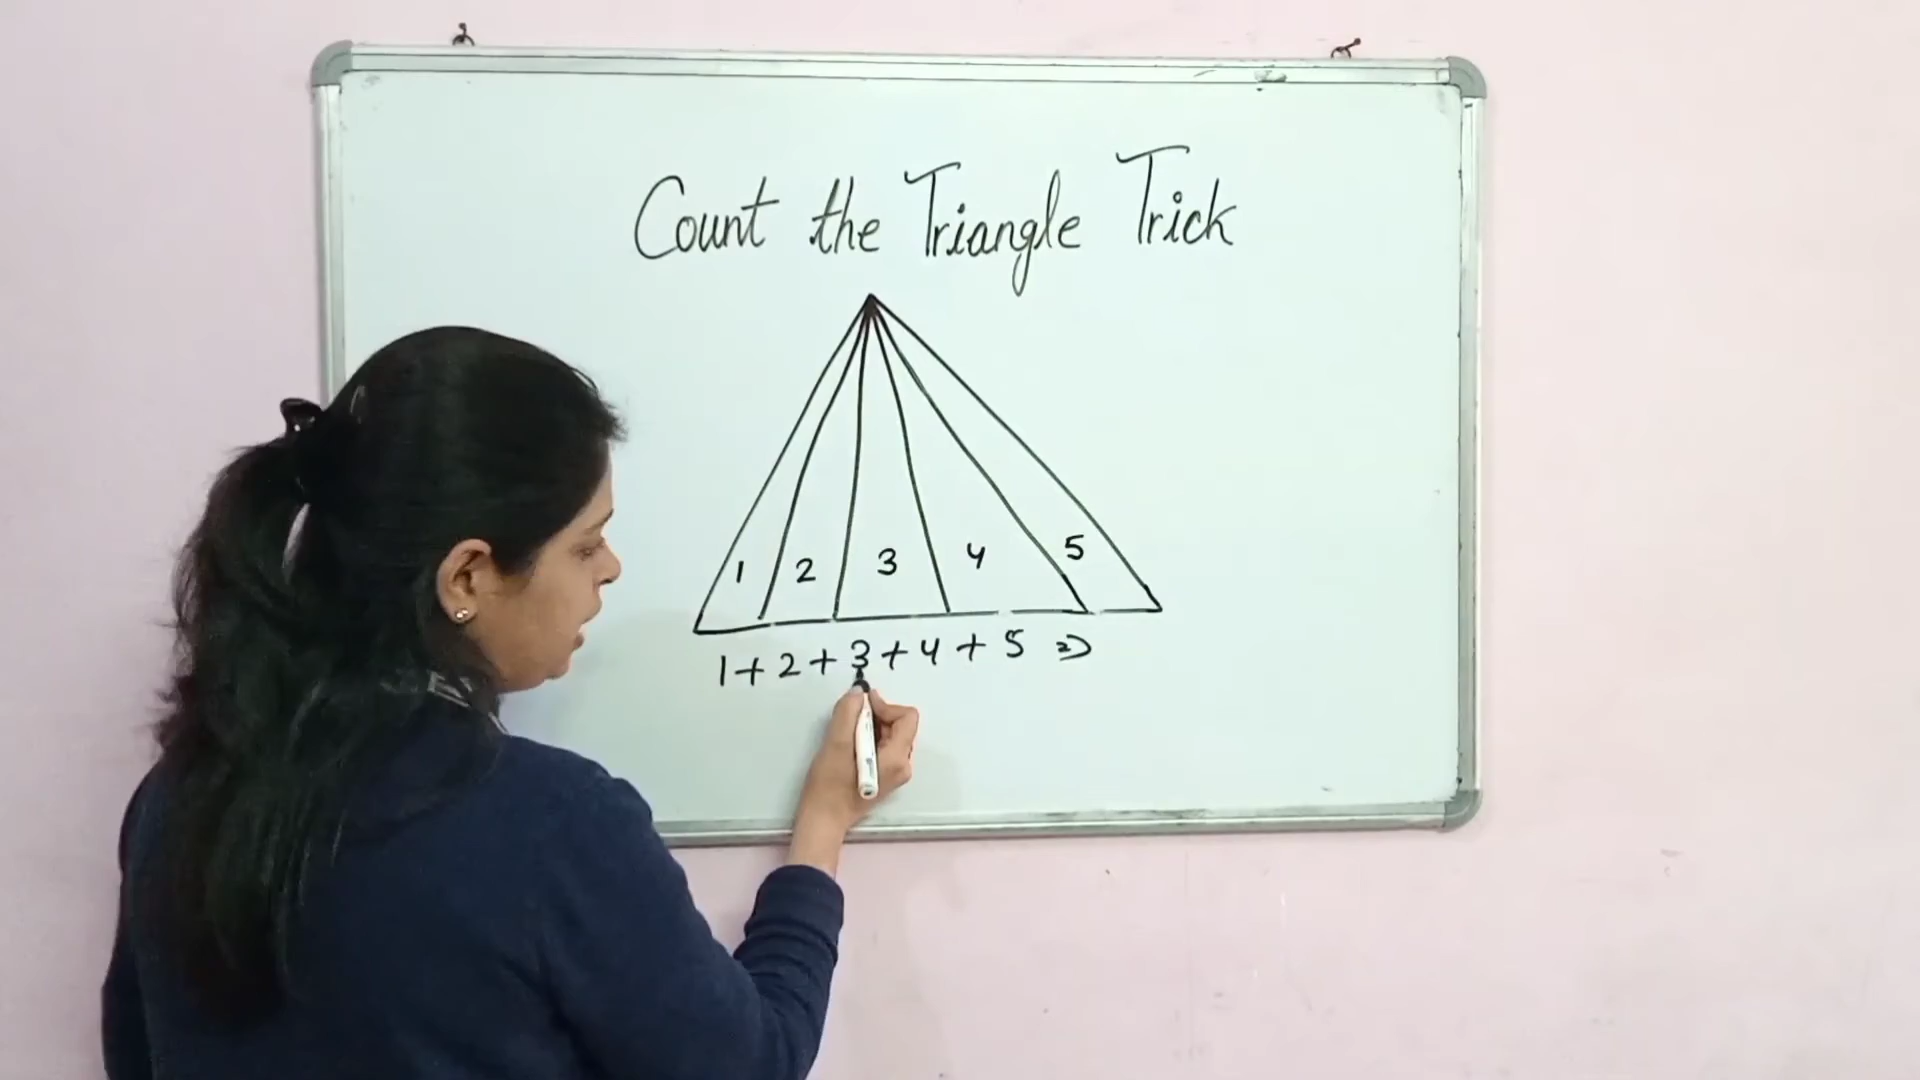 Count the Triangle Trick
1 2 3 4 5
1 + 2 + 3 + 4 + 5 ⇒